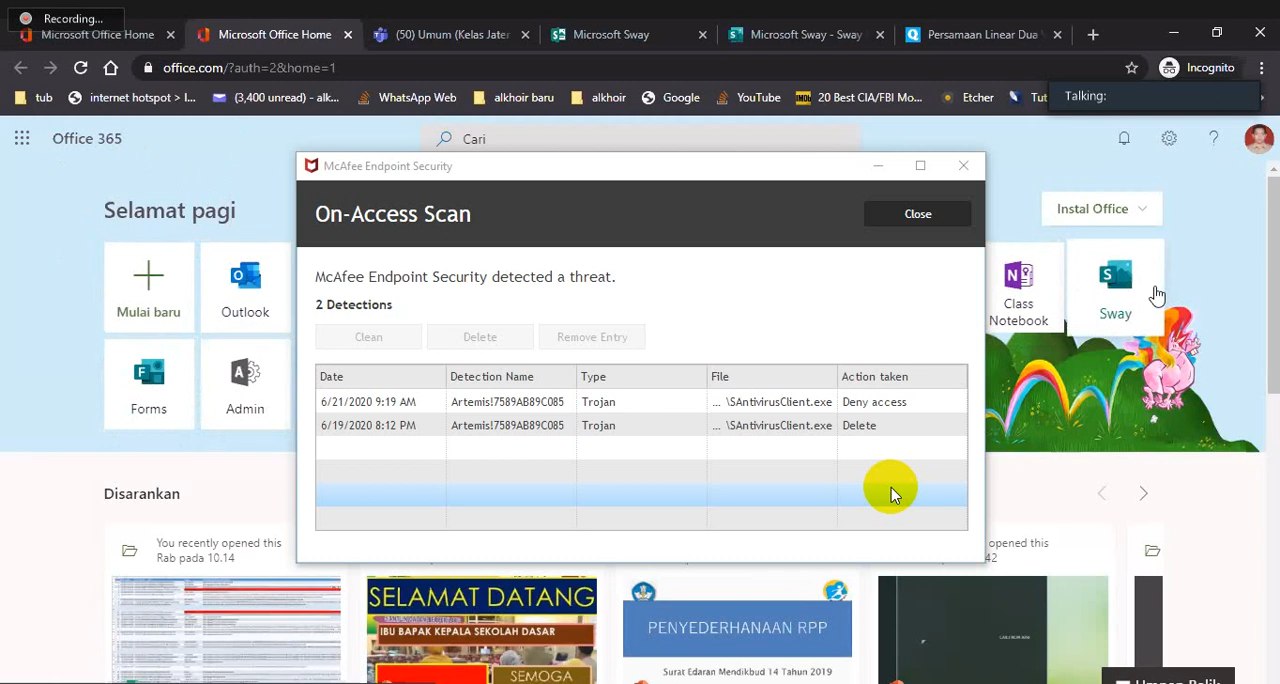 Recording...
Microsoft Office Home
Microsoft Office Home
(50) Umum (Kelas Jater
Microsoft Sway
Microsoft Sway - Sway
Persamaan Linear Dua V
office.com/?auth=2&home=1
Incognito
tub
internet hotspot > I...
(3,400 unread) - alk...
WhatsApp Web
alkhoir baru
alkhoir
Google
YouTube
20 Best CIA/FBI Mo...
Etcher
Tut
Talking:
Office 365
Cari
McAfee Endpoint Security
Selamat pagi
On-Access Scan
Close
Instal Office
McAfee Endpoint Security detected a threat.
2 Detections
Clean
Delete
Remove Entry
Mulai baru
Outlook
Class
Notebook
Sway
Date
Detection Name
Type
File
Action taken
6/21/2020 9:19 AM
Artemis!7589AB89C085
Trojan
... \SAntivirusClient.exe
Deny access
6/19/2020 8:12 PM
Artemis!7589AB89C085
Trojan
... \SAntivirusClient.exe
Delete
Forms
Admin
Disarankan
You recently opened this
Rab pada 10.14
opened this
42
SELAMAT DATANG
IBU BAPAK KEPALA SEKOLAH DASAR
SEMOGA
PENYEDERHANAAN RPP
Surat Edaran Mendikbud 14 Tahun 2019
Umpan Balik